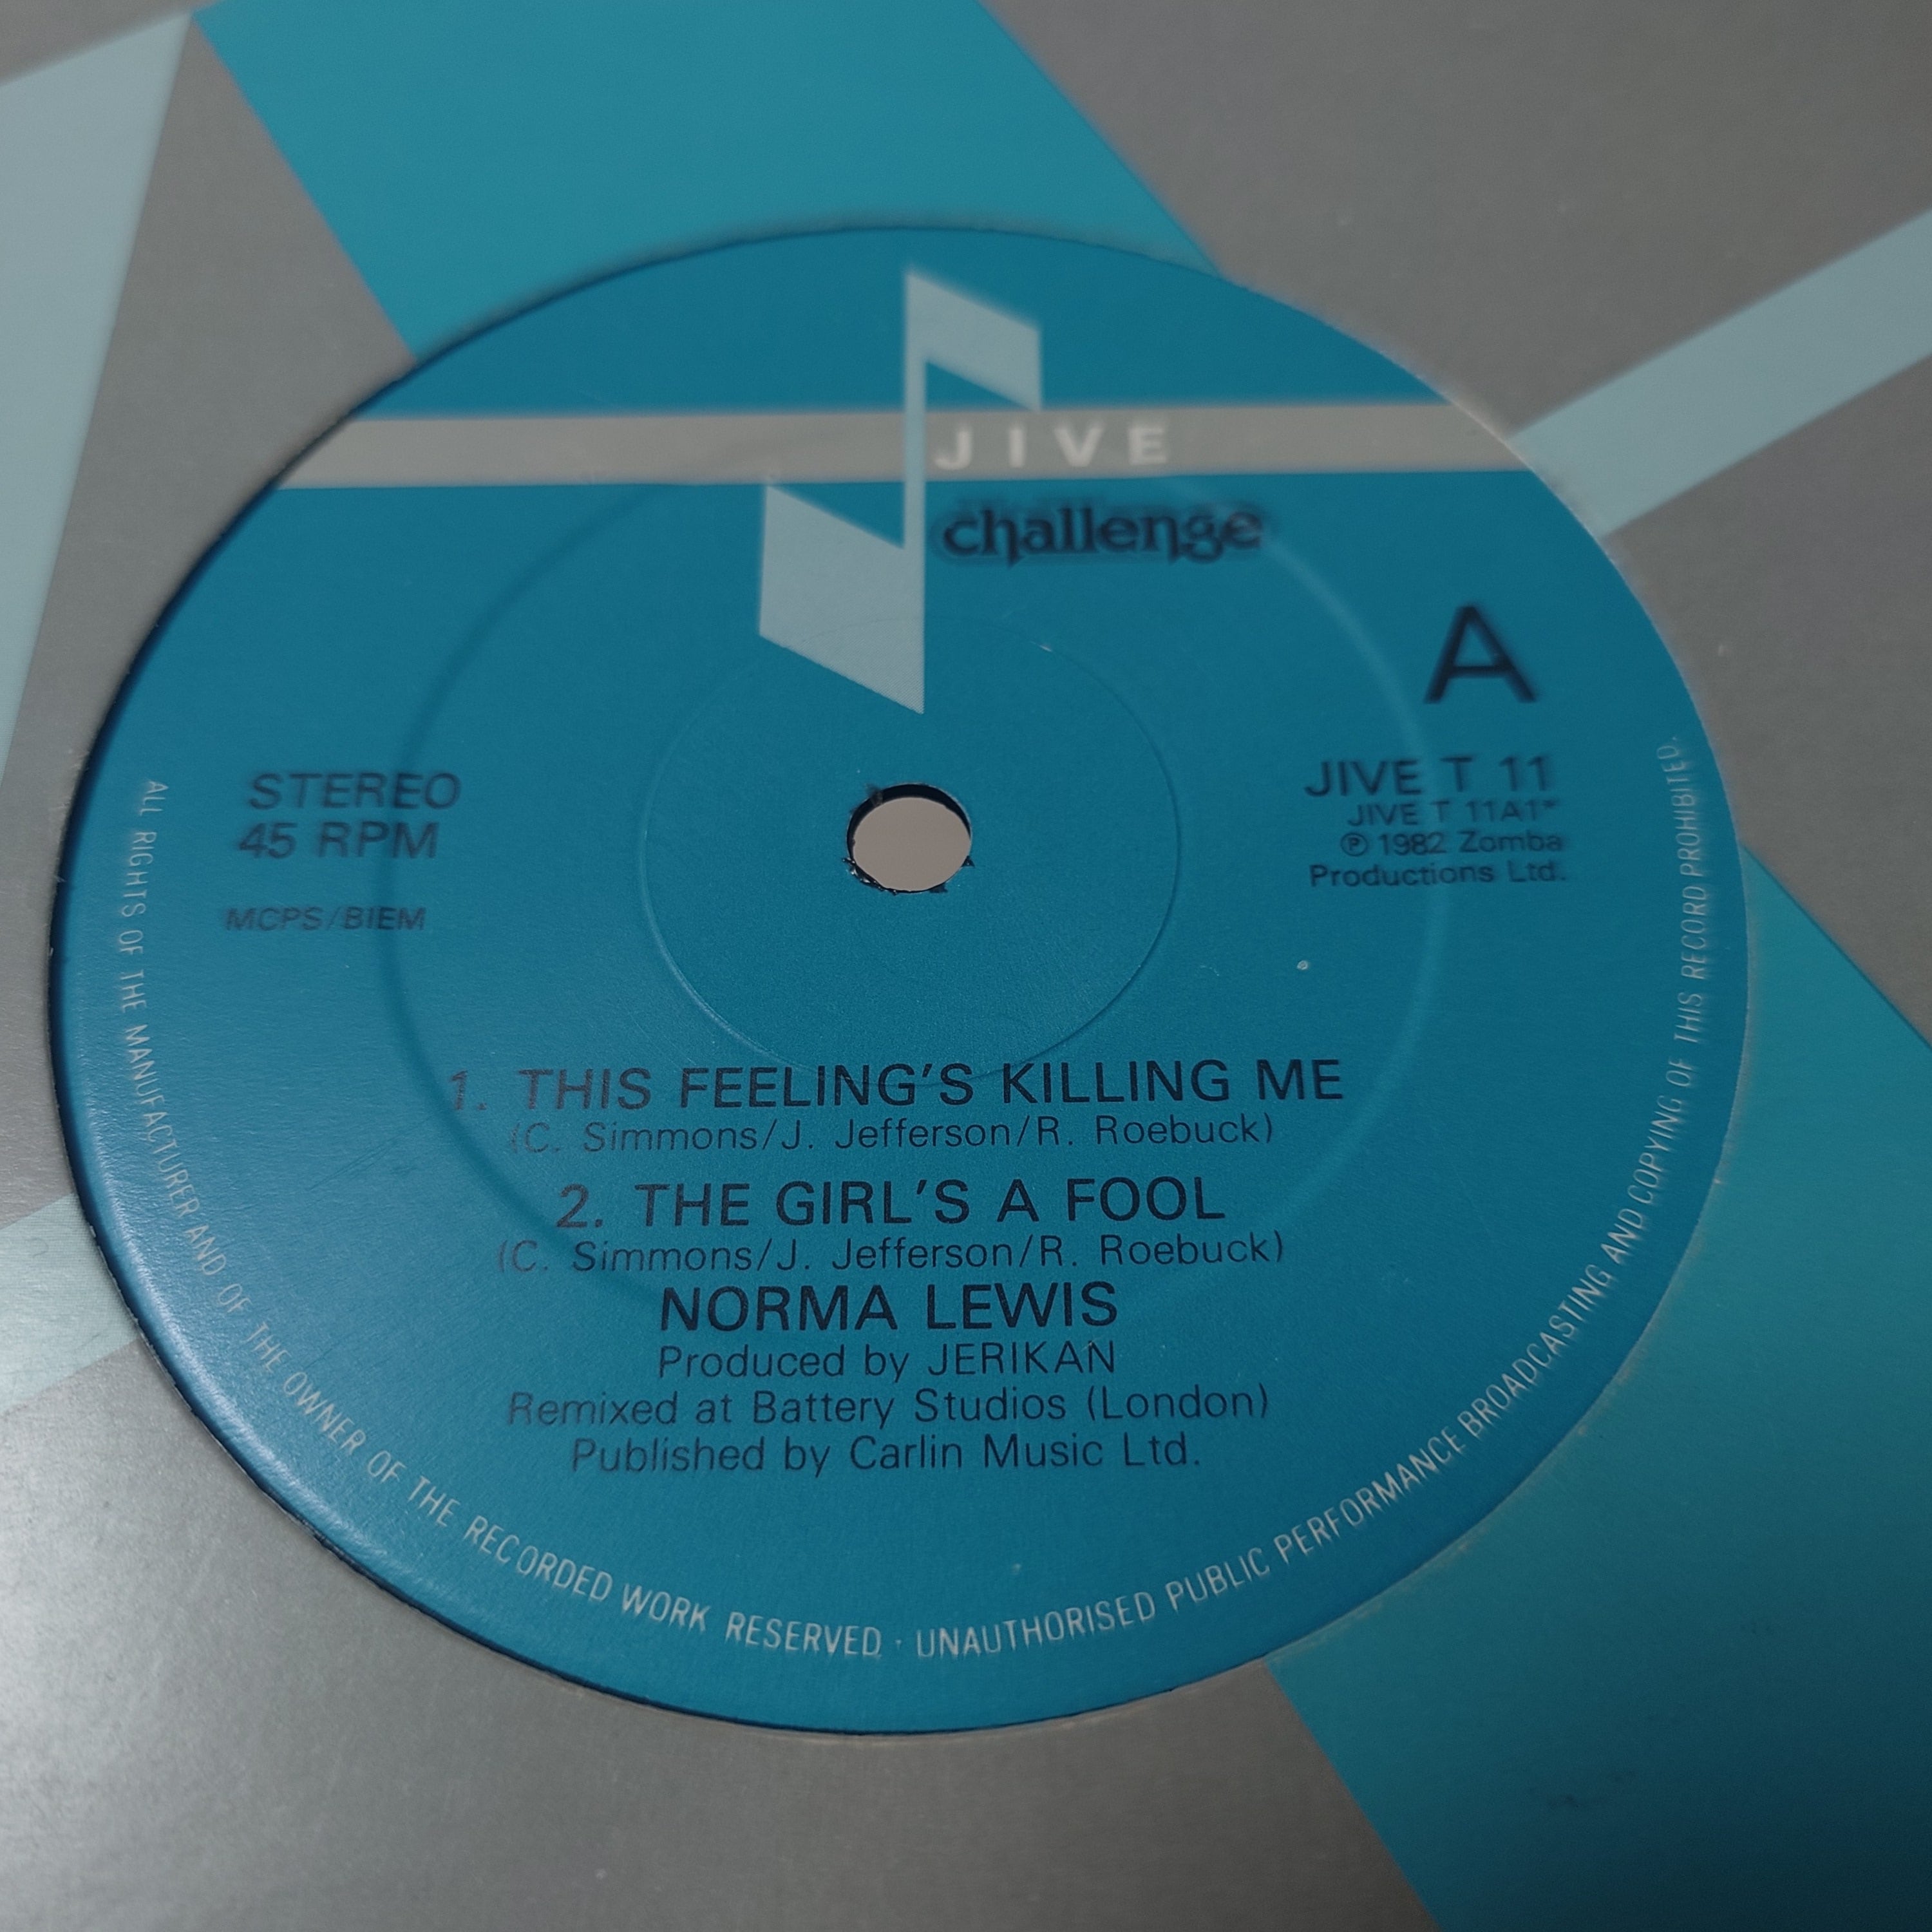 JIVE
challenge
A
STEREO
45 RPM
MCPS/BIEM
JIVE T 11
JIVE T 11A1*
℗ 1982 Zomba
Productions Ltd.
1. THIS FEELING'S KILLING ME
(C. Simmons/J. Jefferson/R. Roebuck)
2. THE GIRL'S A FOOL
(C. Simmons/J. Jefferson/R. Roebuck)
NORMA LEWIS
Produced by JERIKAN
Remixed at Battery Studios (London)
Published by Carlin Music Ltd.
ALL RIGHTS OF THE MANUFACTURER AND OF THE OWNER OF THE RECORDED WORK RESERVED · UNAUTHORISED PUBLIC PERFORMANCE BROADCASTING AND COPYING OF THIS RECORD PROHIBITED.